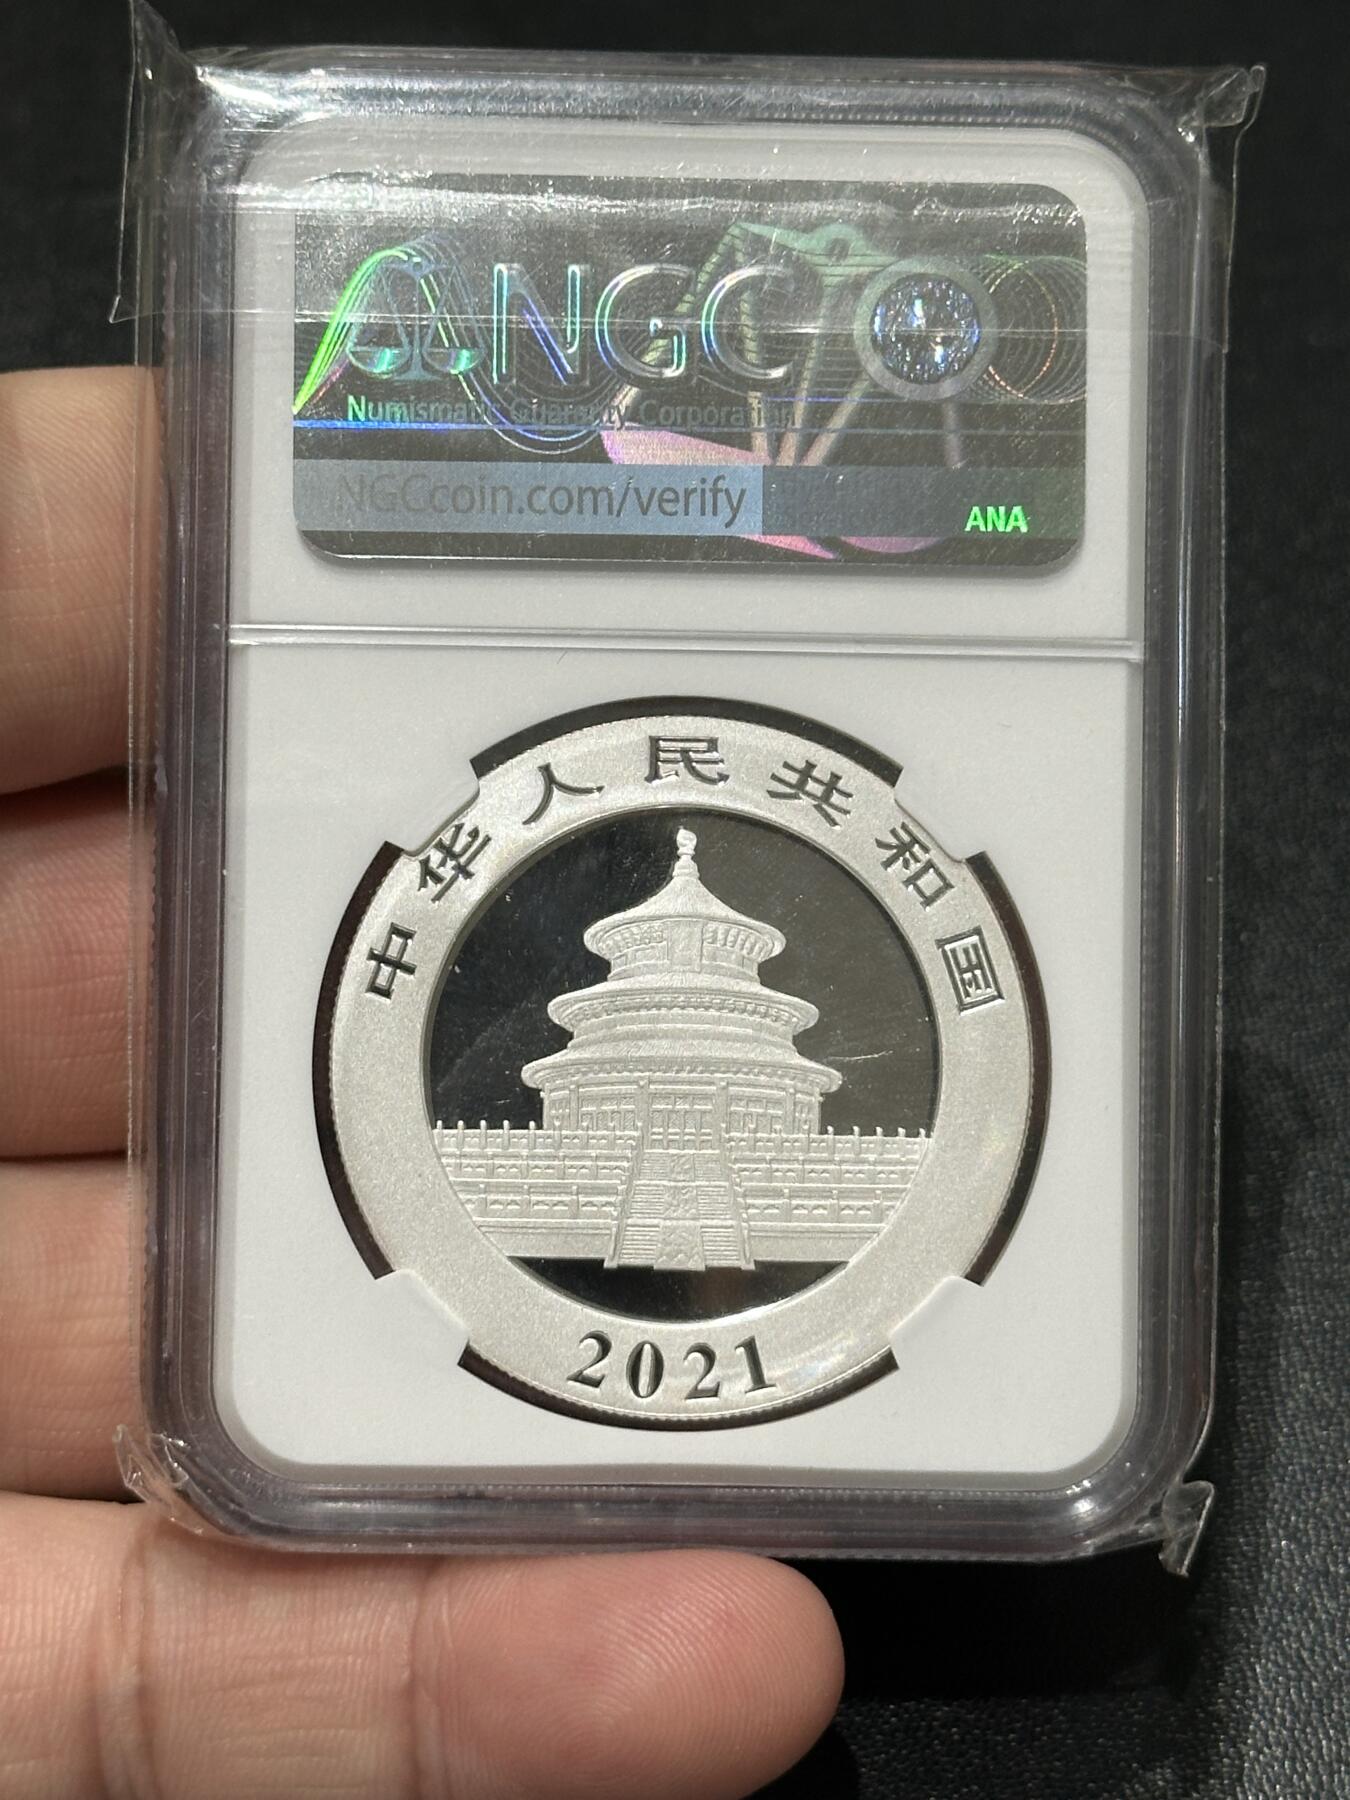 NGC
Numismatic Guaranty Corporation
NGCcoin.com/verify
ANA
中华人民共和国
2021